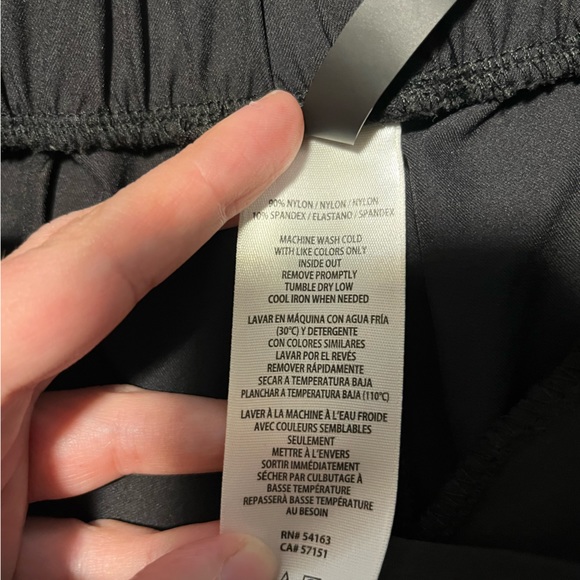 90% NYLON / NYLON / NYLON
10% SPANDEX / ELASTANO / SPANDEX
MACHINE WASH COLD
WITH LIKE COLORS ONLY
INSIDE OUT
REMOVE PROMPTLY
TUMBLE DRY LOW
COOL IRON WHEN NEEDED
LAVAR EN MÁQUINA CON AGUA FRÍA
(30°C) Y DETERGENTE
CON COLORES SIMILARES
LAVAR POR EL REVÉS
REMOVER RÁPIDAMENTE
SECAR A TEMPERATURA BAJA
PLANCHAR A TEMPERATURA BAJA (110°C)
LAVER À LA MACHINE À L'EAU FROIDE
AVEC COULEURS SEMBLABLES
SEULEMENT
METTRE À L'ENVERS
SORTIR IMMÉDIATEMENT
SÉCHER PAR CULBUTAGE À
BASSE TEMPÉRATURE
REPASSERÀ BASSE TEMPÉRATURE
AU BESOIN
RN# 54163
CA# 57151